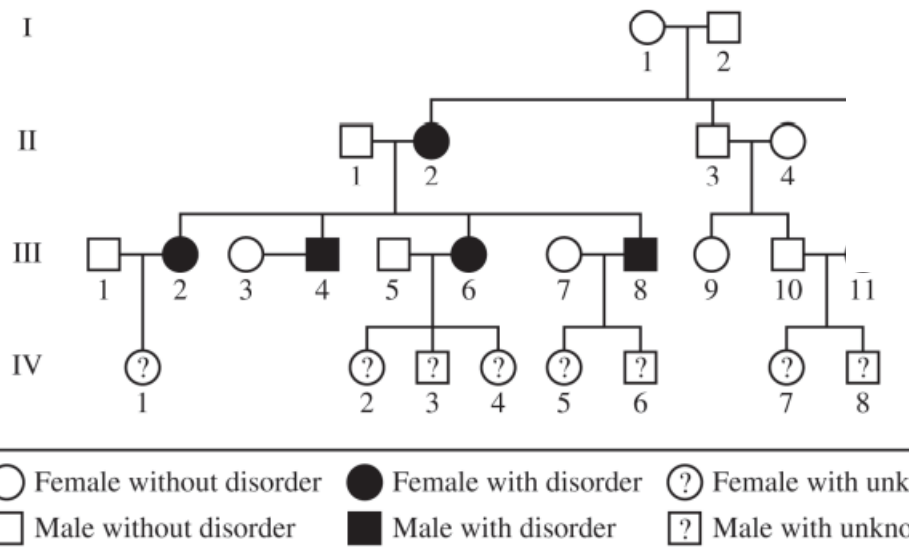 I
1 2
II
1 2 3 4
III
1 2 3 4 5 6 7 8 9 10 11
IV
? ? ? ? ? ? ? ?
1 2 3 4 5 6 7 8
Female without disorder Female with disorder ? Female with unk
Male without disorder Male with disorder ? Male with unkno